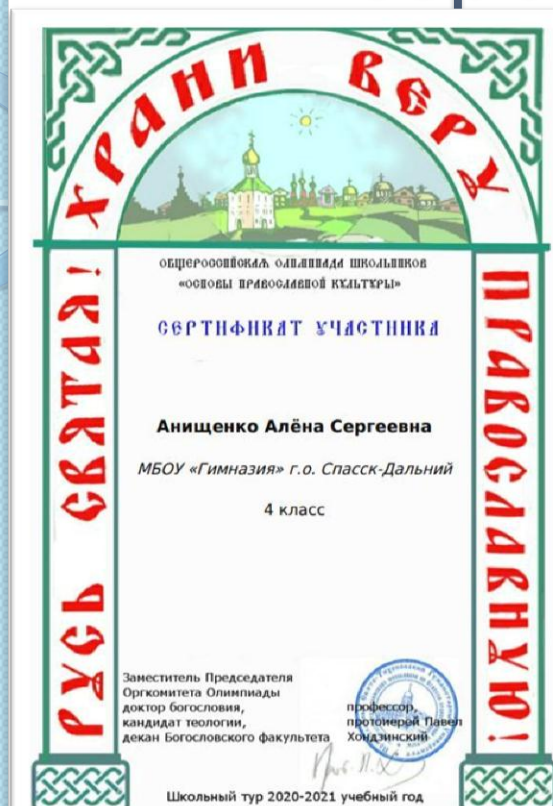 РУСЬ СВЯТАЯ!
ХРАНИ ВЕРУ
ПРАВОСЛАВНУЮ!
ОБЩЕРОССИЙСКАЯ ОЛИМПИАДА ШКОЛЬНИКОВ
«ОСНОВЫ ПРАВОСЛАВНОЙ КУЛЬТУРЫ»
СЕРТИФИКАТ УЧАСТНИКА
Анищенко Алёна Сергеевна
МБОУ «Гимназия» г.о. Спасск-Дальний
4 класс
Заместитель Председателя
Оргкомитета Олимпиады
доктор богословия,
кандидат теологии,
декан Богословского факультета
профессор,
протоиерей Павел
Хондзинский
Школьный тур 2020-2021 учебный год